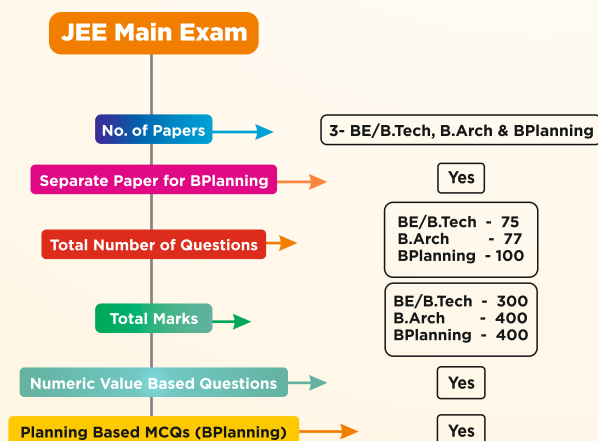 JEE Main Exam
No. of Papers
3- BE/B.Tech, B.Arch & BPlanning
Separate Paper for BPlanning
Yes
Total Number of Questions
BE/B.Tech - 75
B.Arch - 77
BPlanning - 100
Total Marks
BE/B.Tech - 300
B.Arch - 400
BPlanning - 400
Numeric Value Based Questions
Yes
Planning Based MCQs (BPlanning)
Yes